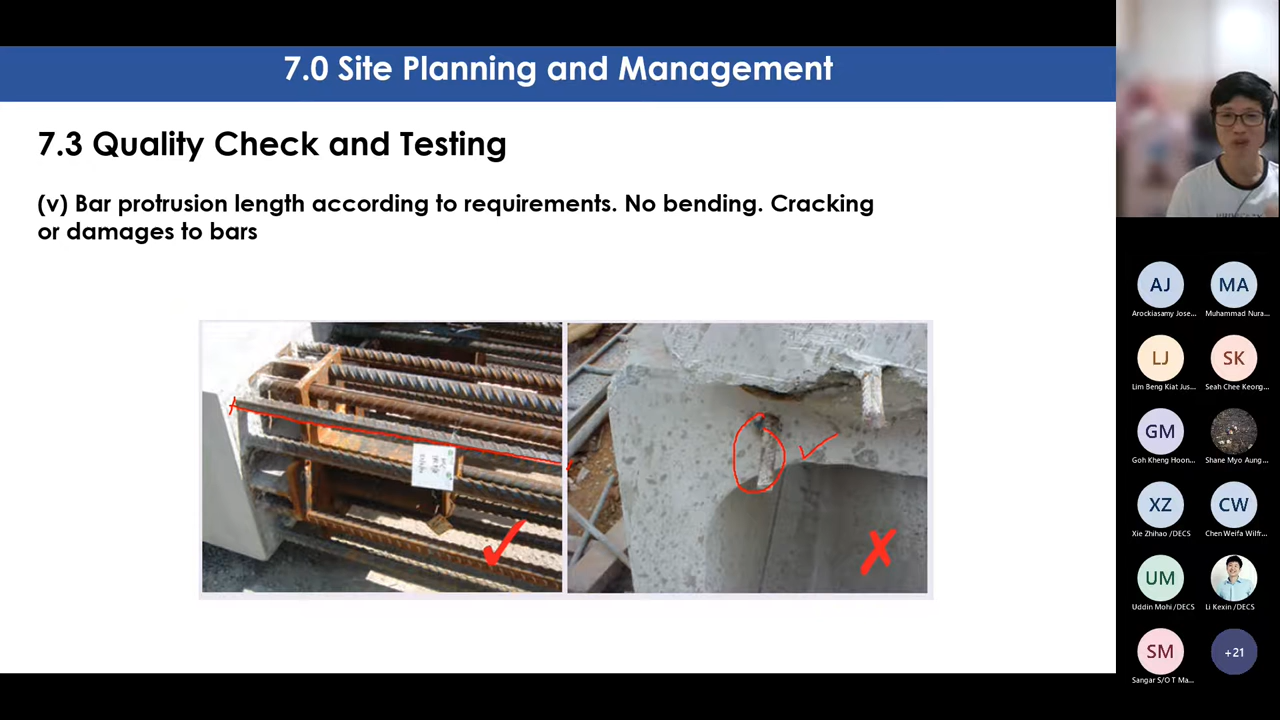 7.0 Site Planning and Management
7.3 Quality Check and Testing
(v) Bar protrusion length according to requirements. No bending. Cracking
or damages to bars
AJ
MA
Arockiasamy Jose...
Muhammad Nura...
LJ
SK
Lim Beng Kiat Jus...
Seah Chee Keong...
GM
Goh Kheng Hoon...
Shane Myo Aung...
XZ
CW
Xie Zhihao /DECS
Chen Weifa Wilfr...
UM
Uddin Mohi /DECS
Li Kexin /DECS
SM
+21
Sangar S/O T Ma...